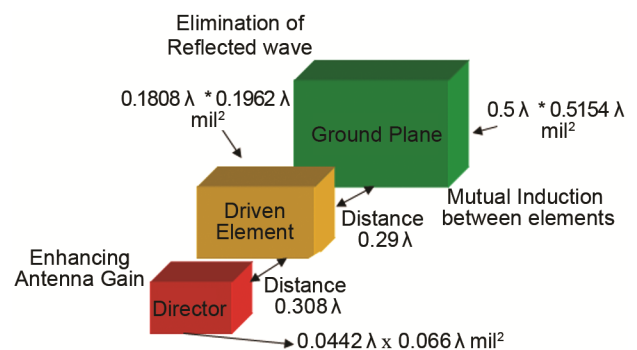 Elimination of
Reflected wave
0.1808 λ * 0.1962 λ
mil²
Ground Plane
0.5 λ * 0.5154 λ
mil²
Driven
Element
Distance
0.29 λ
Mutual Induction
between elements
Enhancing
Antenna Gain
Director
Distance
0.308 λ
0.0442 λ x 0.066 λ mil²